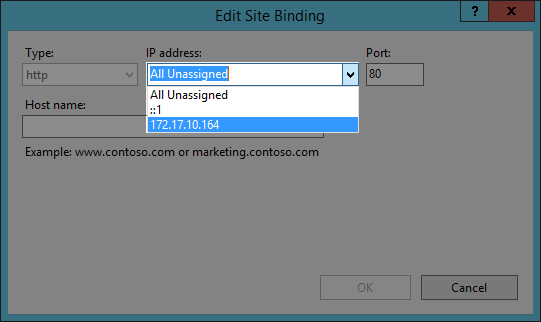 Edit Site Binding
?
Type: IP address: Port:
http All Unassigned 80
All Unassigned
::1
172.17.10.164
Host name:
Example: www.contoso.com or marketing.contoso.com
OK Cancel